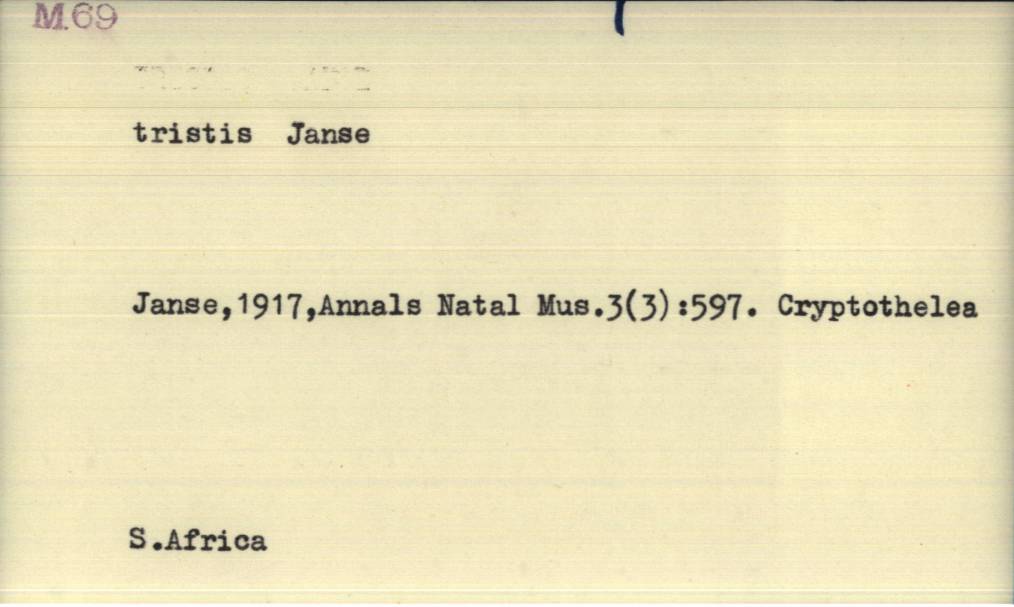 M.69
tristis Janse
Janse,1917,Annals Natal Mus.3(3):597. Cryptothelea
S.Africa